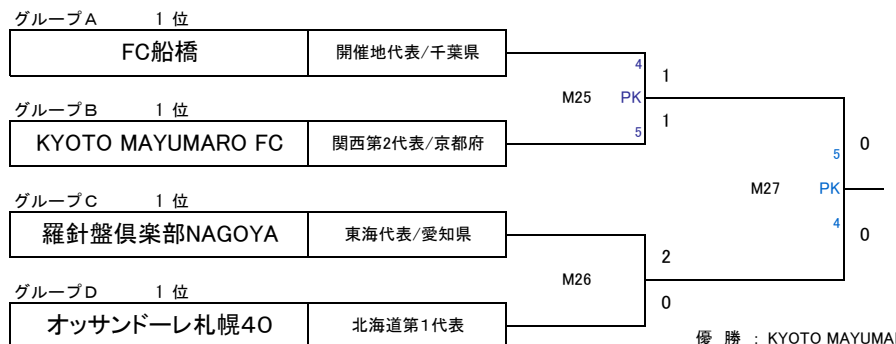 グループA 1 位
FC船橋 開催地代表/千葉県
4 1
M25 PK
グループB 1 位
1
KYOTO MAYUMARO FC 関西第2代表/京都府
5
5 0
M27 PK
グループC 1 位
4 0
羅針盤倶楽部NAGOYA 東海代表/愛知県
2
M26
グループD 1 位
0
オッサンドーレ札幌40 北海道第1代表
優 勝 : KYOTO MAYUMA